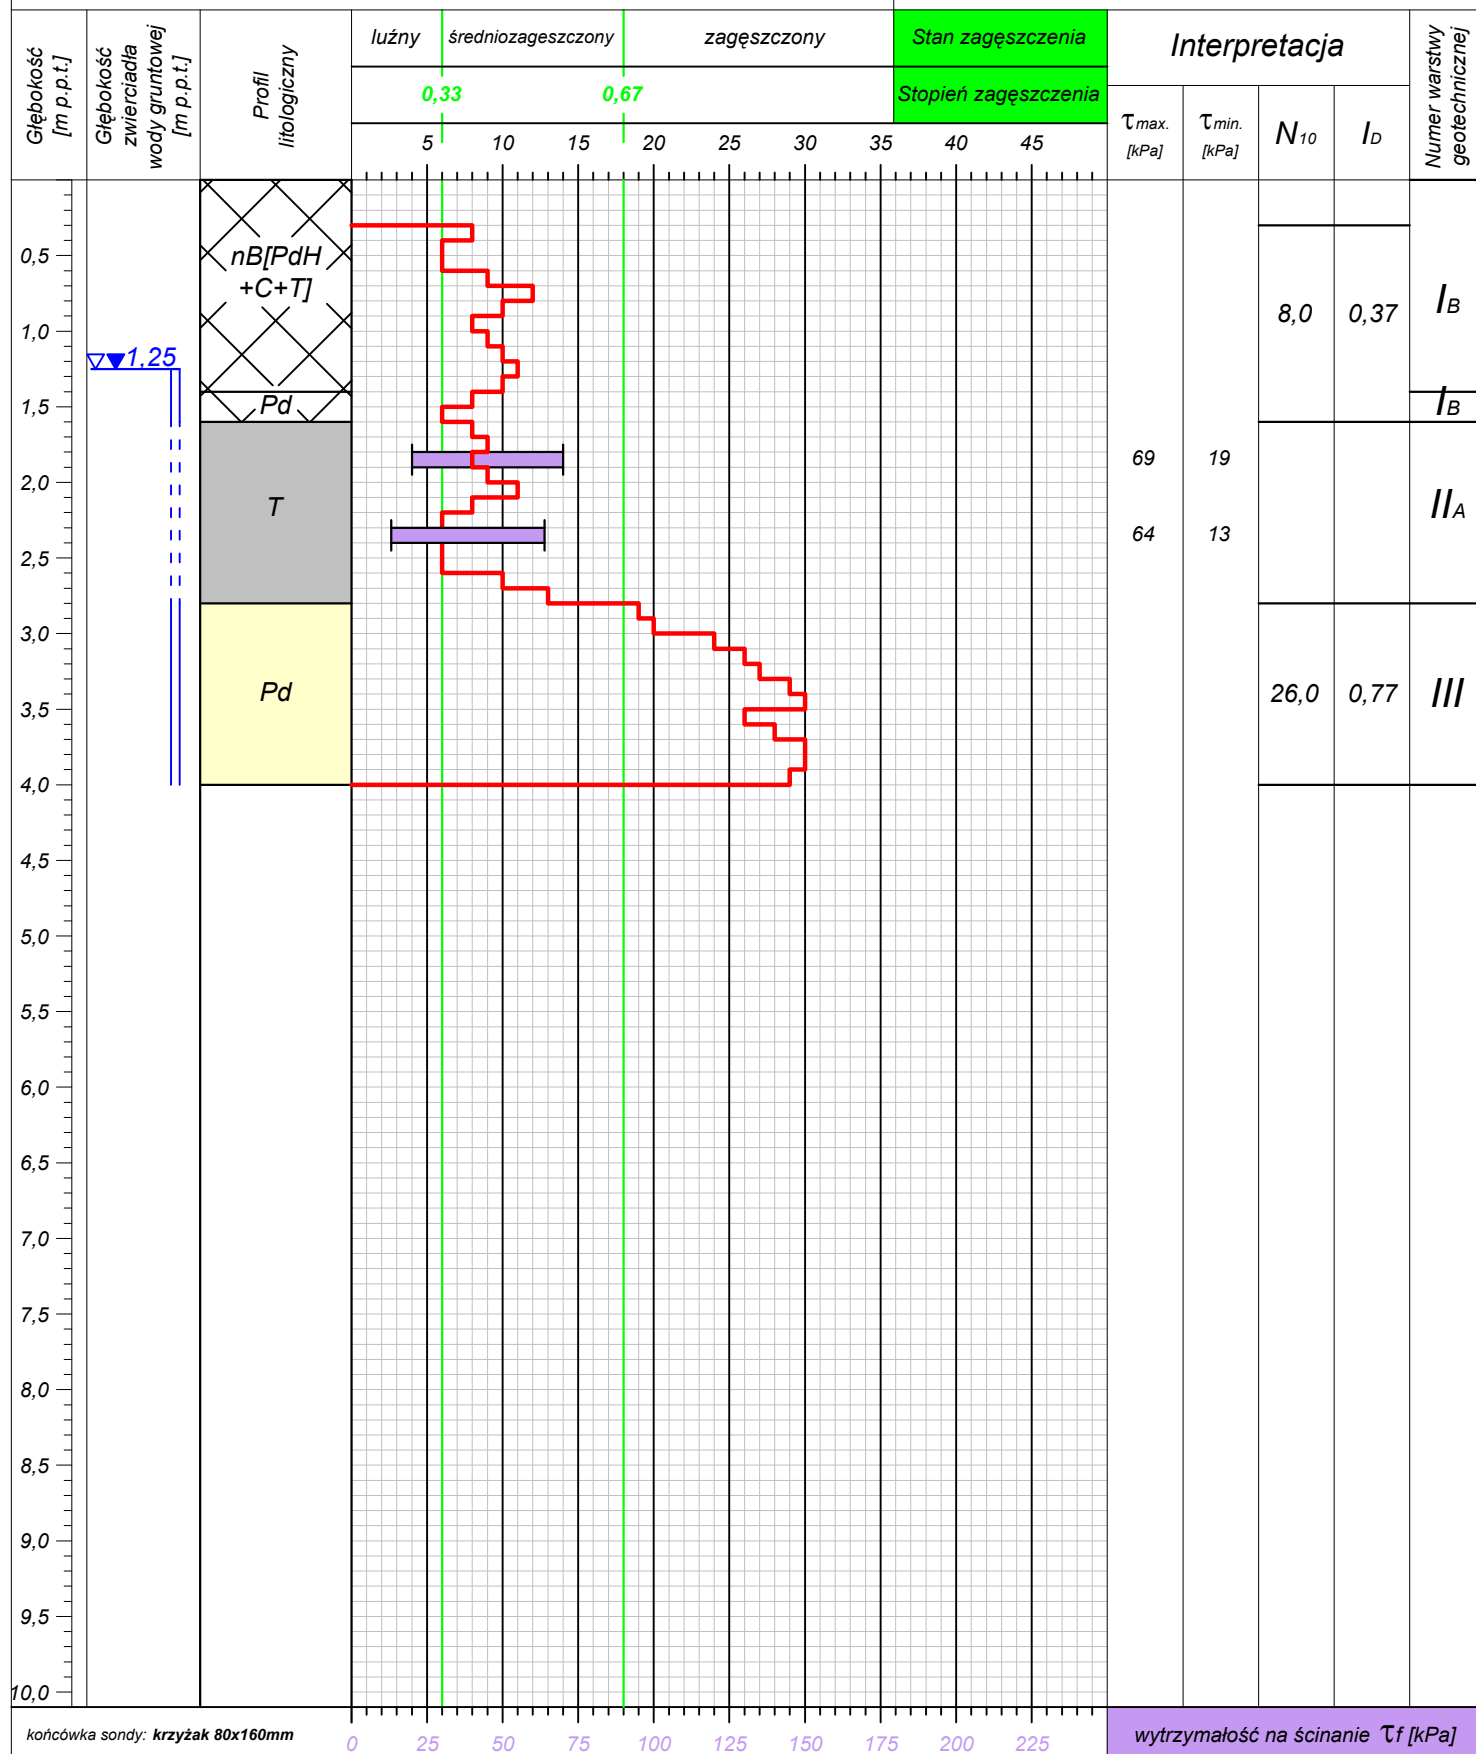 Głębokość
[m p.p.t.]
Głębokość
zwierciadła
wody gruntowej
[m p.p.t.]
Profil
litologiczny
luźny
średniozageszczony
zagęszczony
Stan zagęszczenia
0,33
0,67
Stopień zagęszczenia
5 10 15 20 25 30 35 40 45
Interpretacja
τmax. [kPa]
τmin. [kPa]
N10
ID
Numer warstwy
geotechnicznej
nB[PdH
+C+T]
0,5
8,0 0,37
IB
1,0
1,25
1,5
Pd
IB
69 19
2,0
T
IIA
64 13
2,5
3,0
Pd
26,0 0,77
III
3,5
4,0
4,5
5,0
5,5
6,0
6,5
7,0
7,5
8,0
8,5
9,0
9,5
10,0
końcówka sondy: krzyżak 80x160mm
0 25 50 75 100 125 150 175 200 225
wytrzymałość na ścinanie τf [kPa]